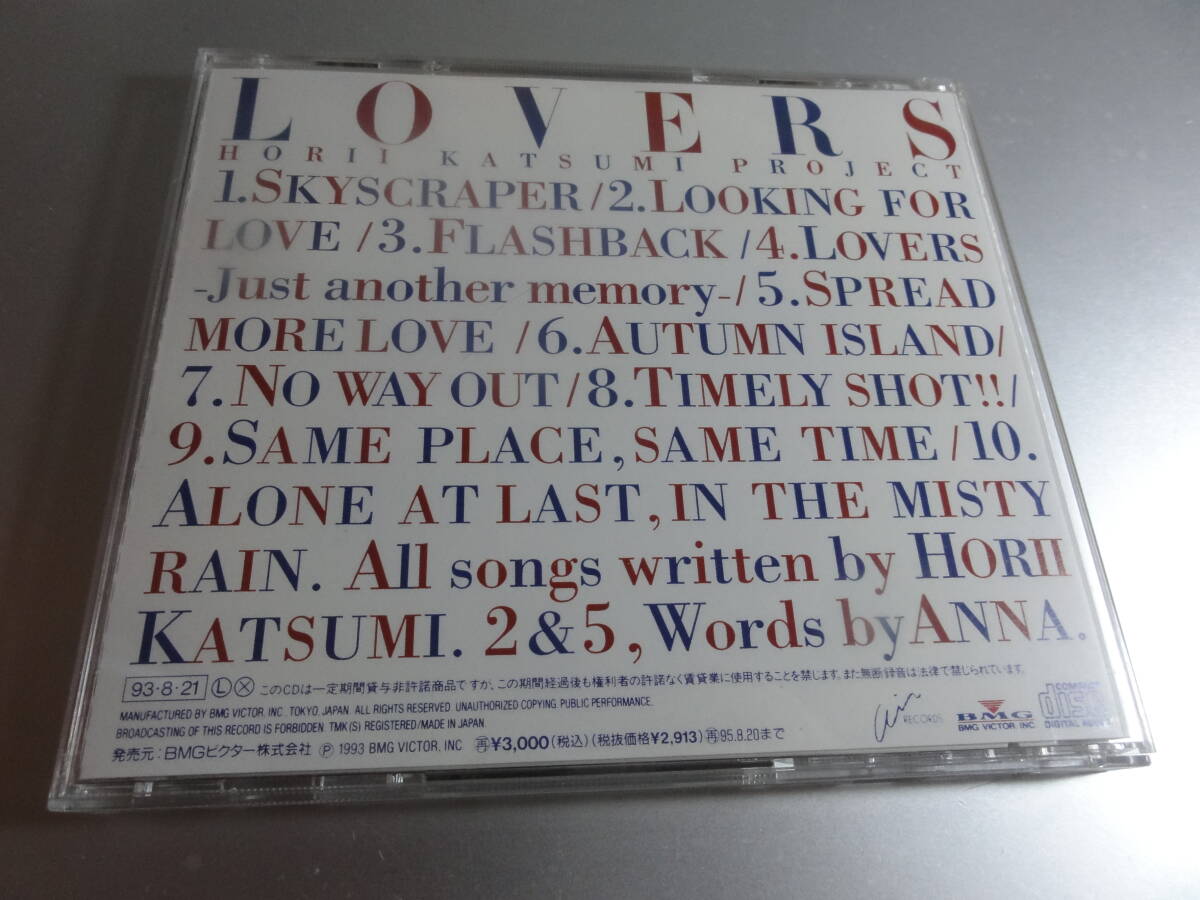 LOVERS
HORII KATSUMI PROJECT
1.SKYSCRAPER/2.LOOKING FOR
LOVE/3.FLASHBACK/4.LOVERS
-Just another memory-/5.SPREAD
MORE LOVE/6.AUTUMN ISLAND/
7.NO WAY OUT/8.TIMELY SHOT!!/
9.SAME PLACE,SAME TIME/10.
ALONE AT LAST,IN THE MISTY
RAIN. All songs written by HORII
KATSUMI. 2&5,Words by ANNA.
93・8・21 Ⓛ Ⓧ このCDは一定期間貸与非許諾商品ですが、この期間経過後も権利者の許諾なく賃貸業に使用することを禁じます。また無断録音は法律で禁じられています。
MANUFACTURED BY BMG VICTOR, INC. TOKYO, JAPAN. ALL RIGHTS RESERVED. UNAUTHORIZED COPYING, PUBLIC PERFORMANCE,
BROADCASTING OF THIS RECORD IS FORBIDDEN. TMK(S) REGISTERED/MADE IN JAPAN.
発売元:BMGビクター株式会社 Ⓟ 1993 BMG VICTOR, INC. 再¥3,000(税込)(税抜価格¥2,913)再95.8.20まで
air RECORDS
BMG
BMG VICTOR, INC.
COMPACT
disc
DIGITAL AUDIO